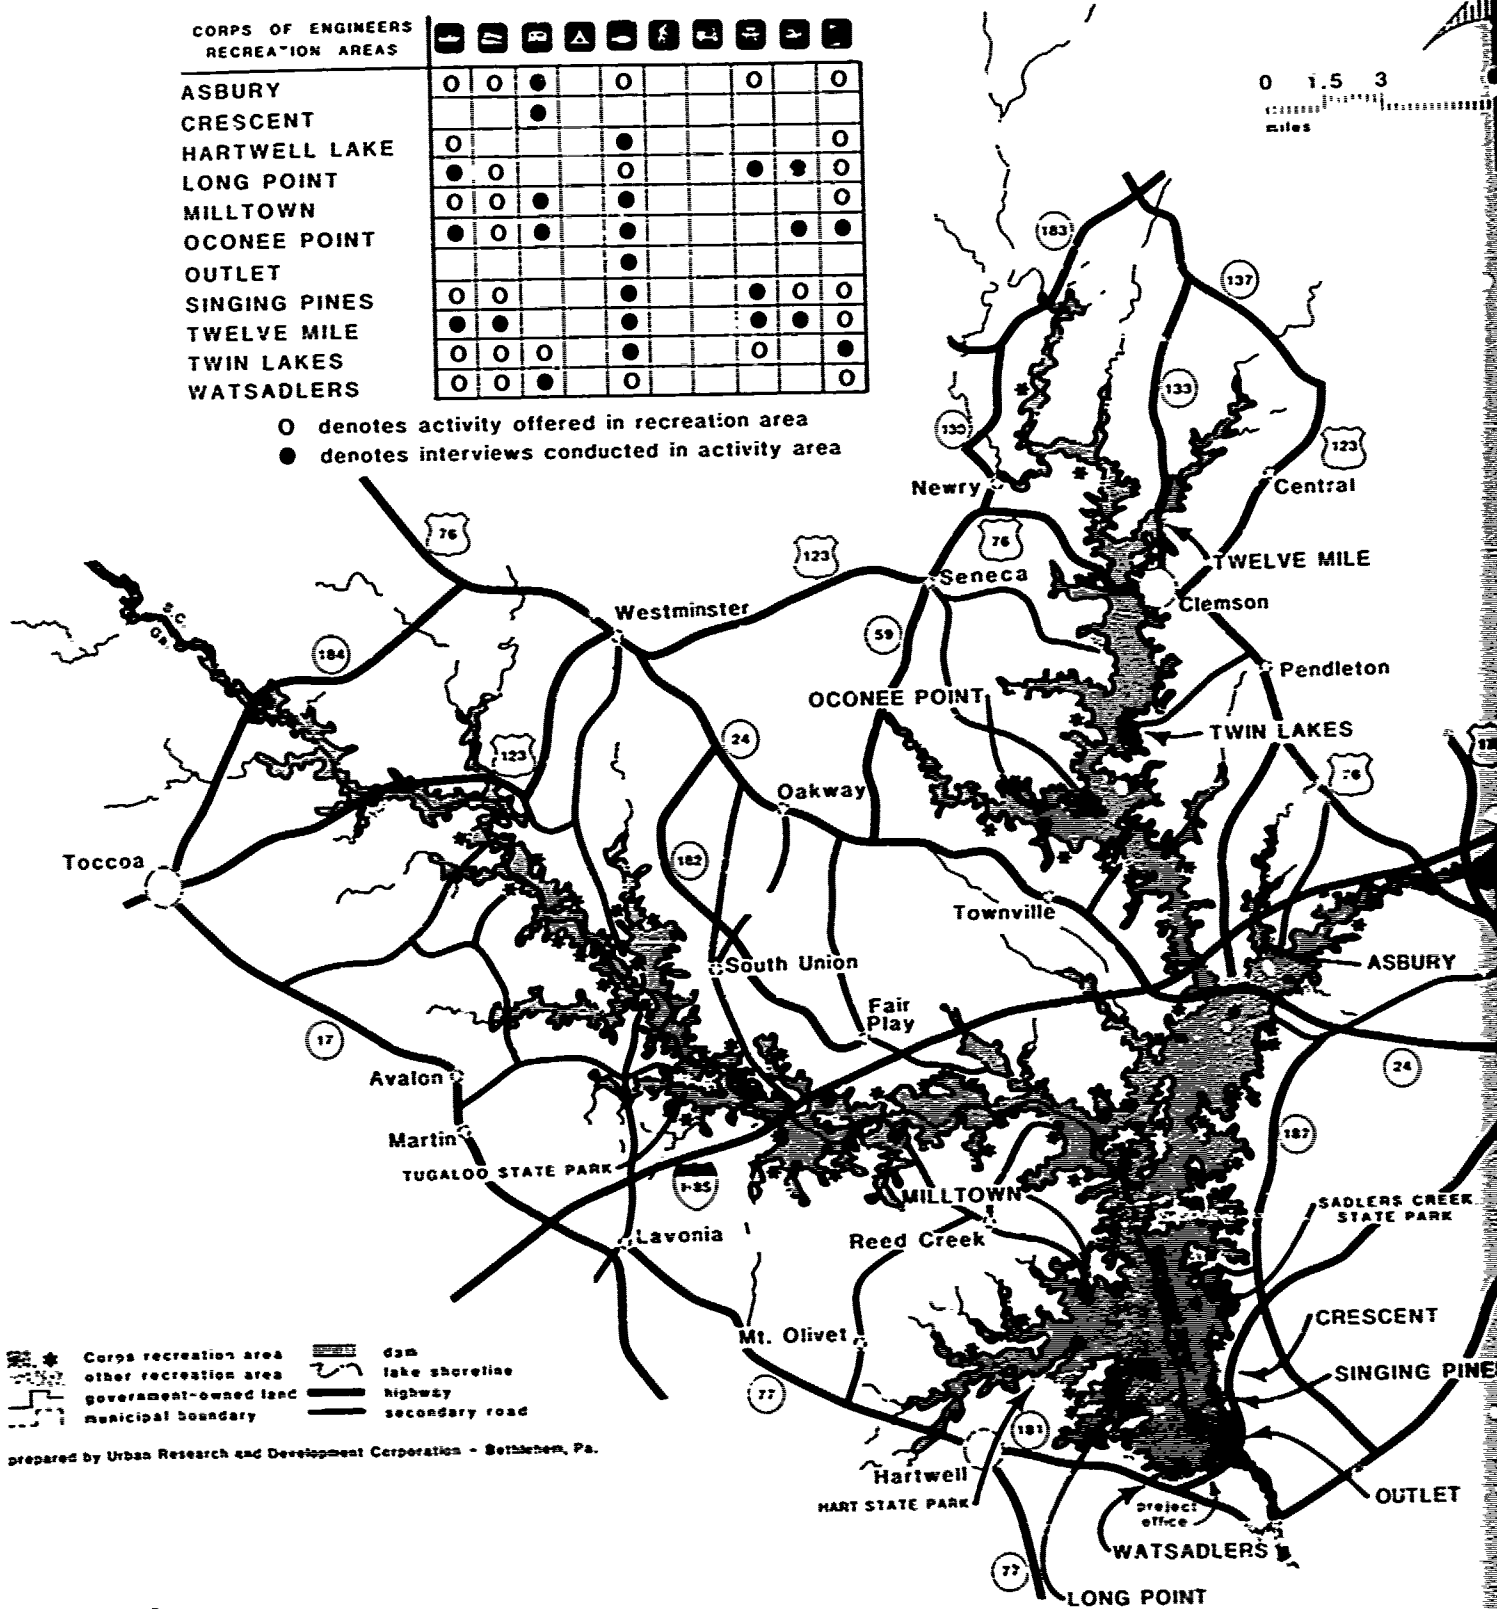 CORPS OF ENGINEERS
RECREATION AREAS
ASBURY O O ● O O O
CRESCENT ●
HARTWELL LAKE O ● O
LONG POINT ● O O ● ● O
MILLTOWN O O ● ● O
OCONEE POINT ● O ● ● ● ●
OUTLET ●
SINGING PINES O O ● ● O O
TWELVE MILE ● ● ● ● ● O
TWIN LAKES O O O ● O ●
WATSADLERS O O ● O O
O denotes activity offered in recreation area
● denotes interviews conducted in activity area
0 1.5 3
miles
183
137
133
130
123
Newry
Central
76
76
123
TWELVE MILE
Seneca
Clemson
S.C.
Ga.
Westminster
59
184
Pendleton
OCONEE POINT
TWIN LAKES
24
123
76
Oakway
Toccoa
182
Townville
South Union
ASBURY
Fair
Play
17
24
Avalon
187
Martin
TUGALOO STATE PARK
I-85
MILLTOWN
SADLERS CREEK
STATE PARK
Lavonia
Reed Creek
CRESCENT
Mt. Olivet
SINGING PINE
77
181
Hartwell
HART STATE PARK
OUTLET
project
office
WATSADLERS
77
LONG POINT
Corps recreation area
other recreation area
government-owned land
municipal boundary
dam
lake shoreline
highway
secondary road
prepared by Urban Research and Development Corporation - Bethlehem, Pa.